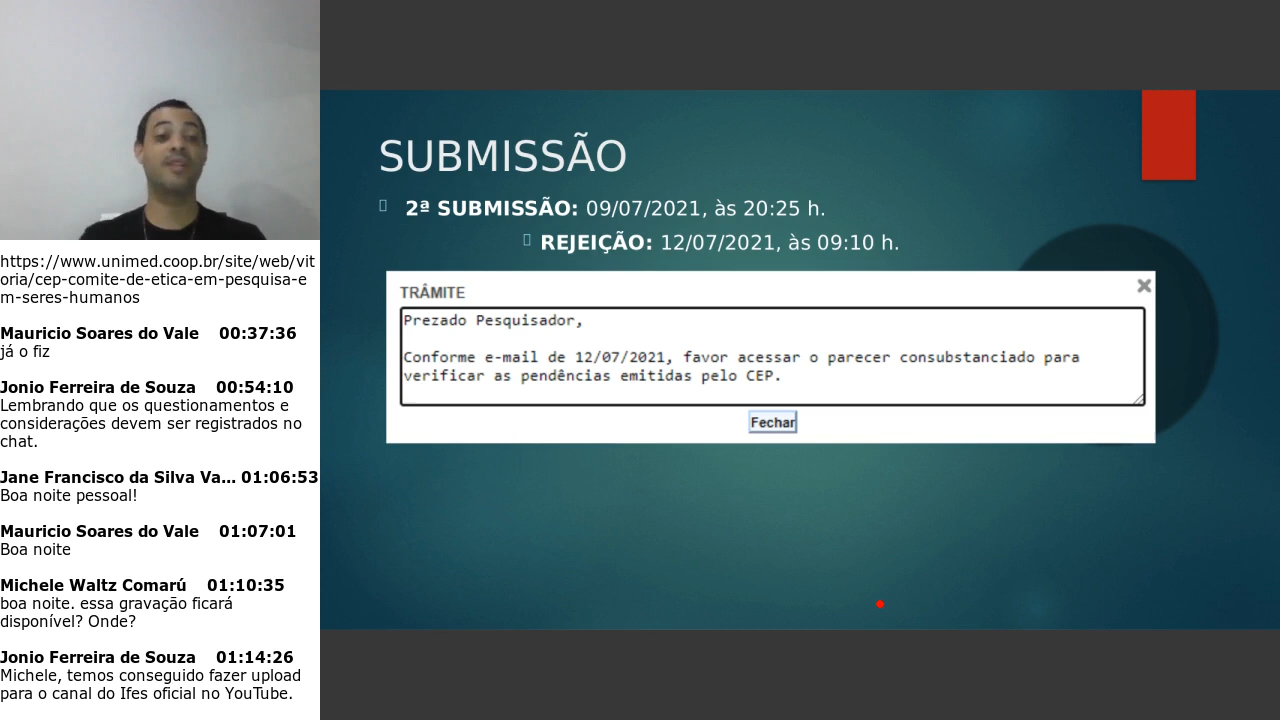 https://www.unimed.coop.br/site/web/vit
oria/cep-comite-de-etica-em-pesquisa-e
m-seres-humanos
Mauricio Soares do Vale 00:37:36
já o fiz
Jonio Ferreira de Souza 00:54:10
Lembrando que os questionamentos e
considerações devem ser registrados no
chat.
Jane Francisco da Silva Va... 01:06:53
Boa noite pessoal!
Mauricio Soares do Vale 01:07:01
Boa noite
Michele Waltz Comarú 01:10:35
boa noite. essa gravação ficará
disponível? Onde?
Jonio Ferreira de Souza 01:14:26
Michele, temos conseguido fazer upload
para o canal do Ifes oficial no YouTube.
SUBMISSÃO
2ª SUBMISSÃO: 09/07/2021, às 20:25 h.
REJEIÇÃO: 12/07/2021, às 09:10 h.
TRÂMITE
Prezado Pesquisador,
Conforme e-mail de 12/07/2021, favor acessar o parecer consubstanciado para
verificar as pendências emitidas pelo CEP.
Fechar